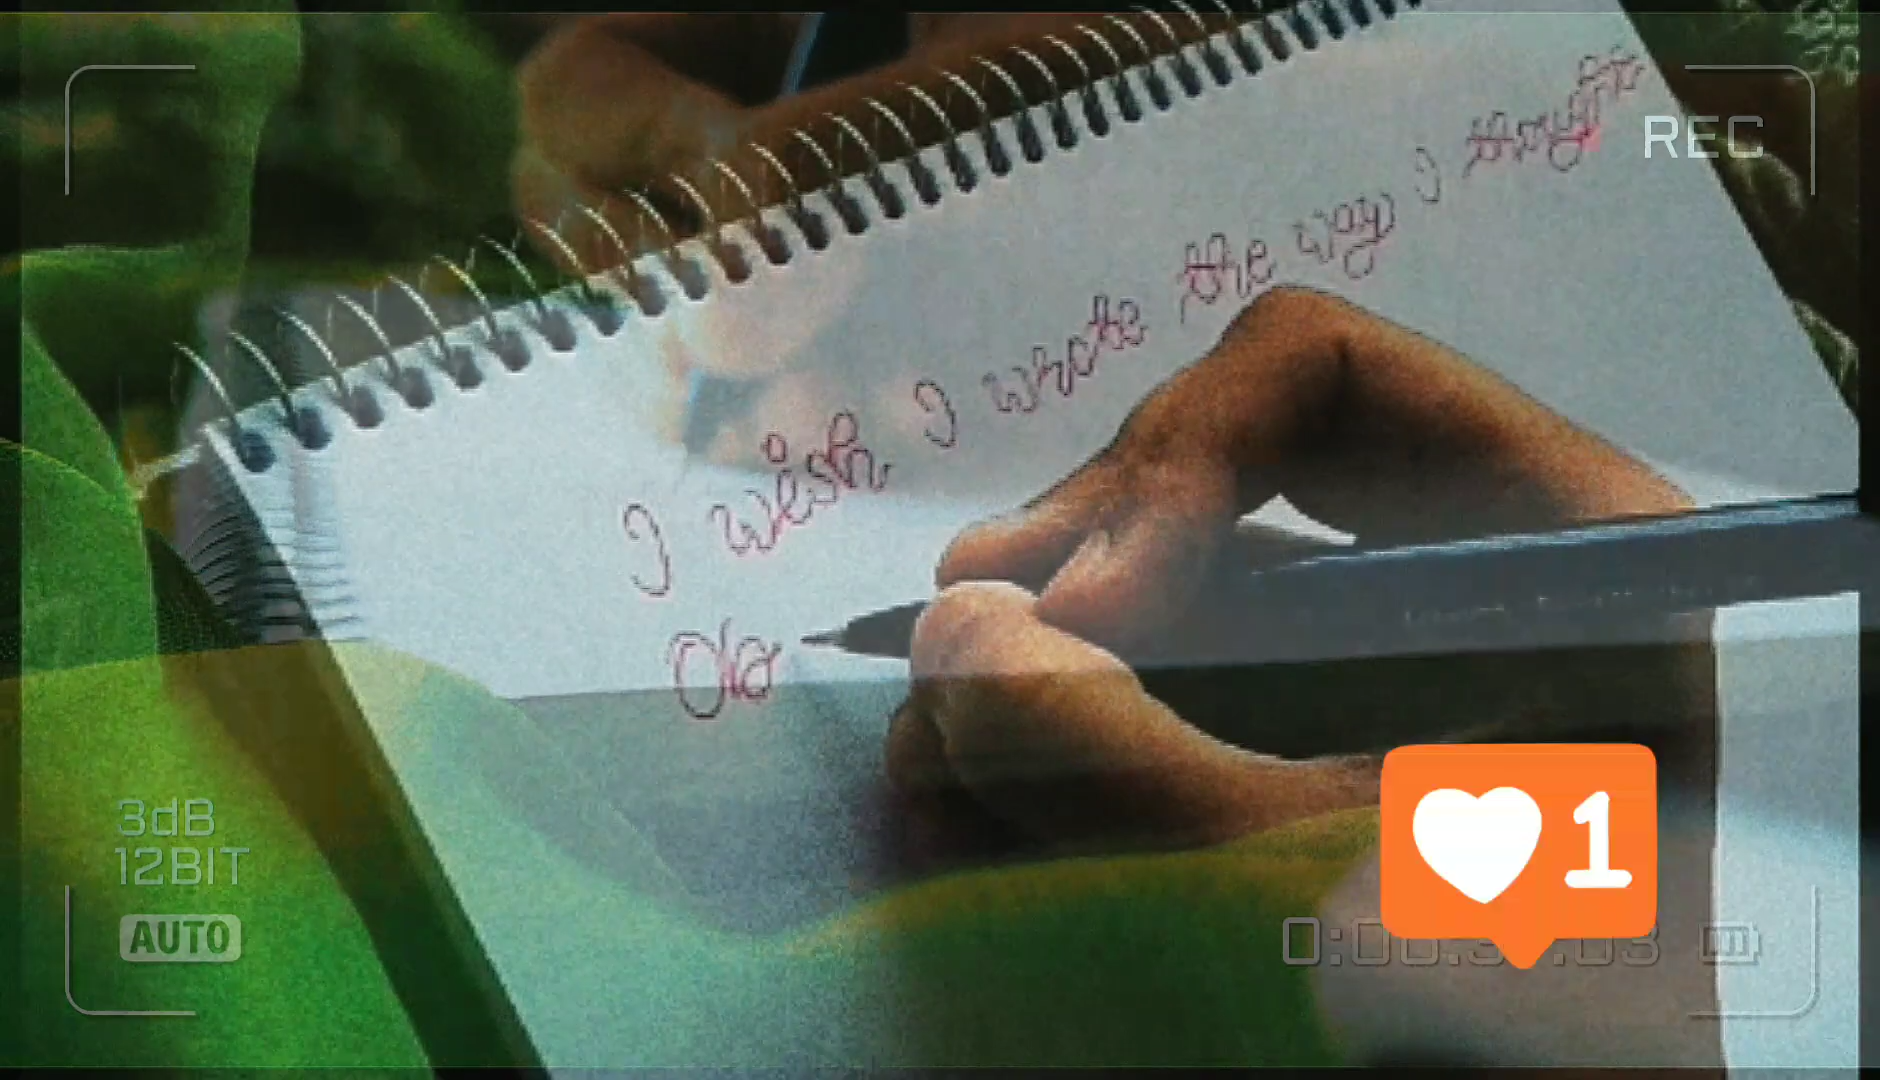 REC
I wish I wrote the way I thought
3dB
12BIT
AUTO
1